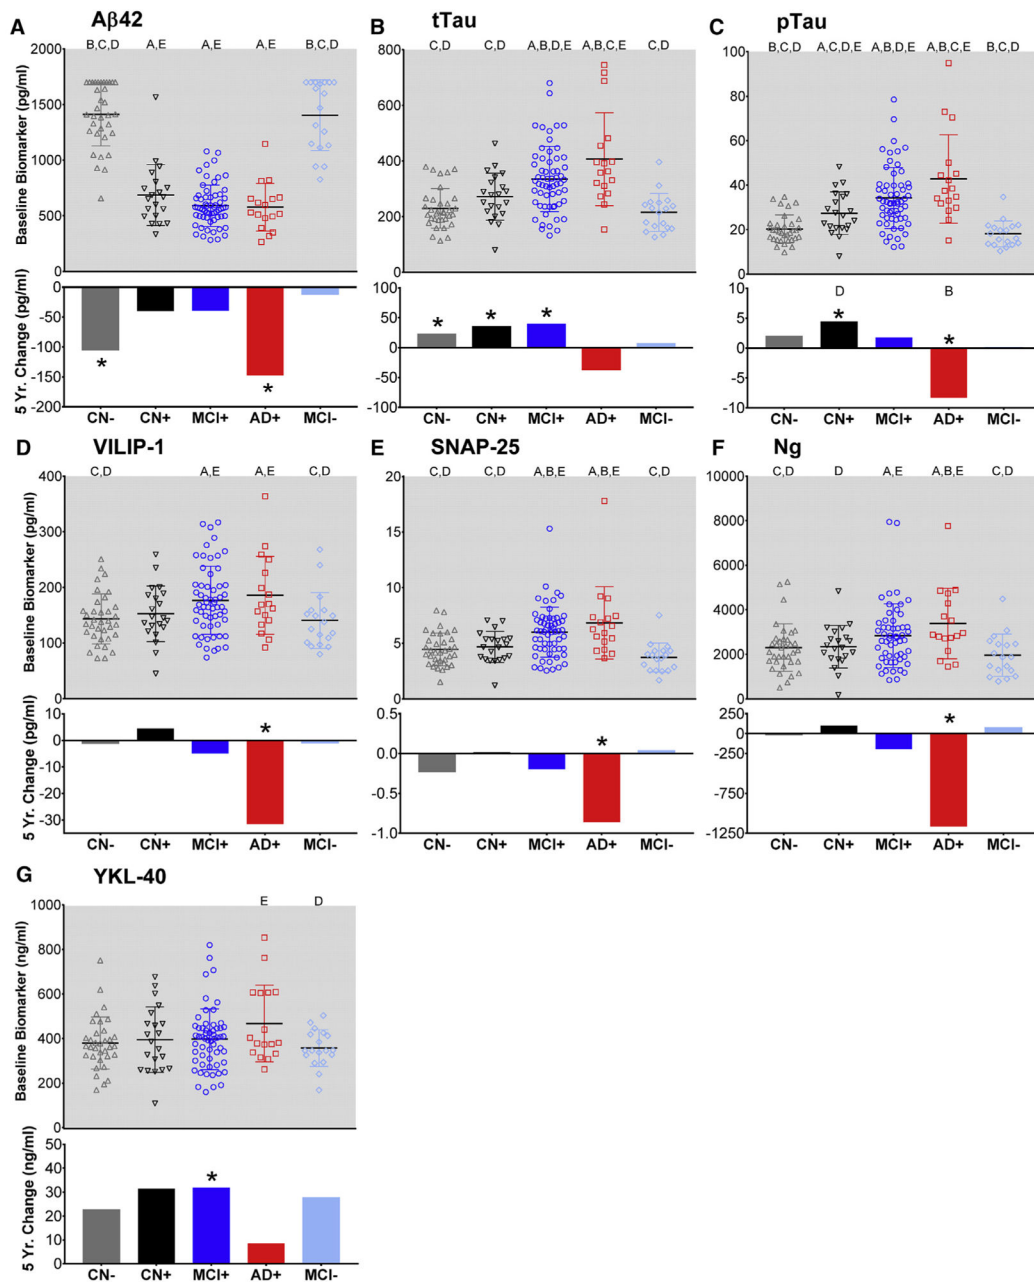 A Aβ42
B,C,D A,E A,E A,E B,C,D
Baseline Biomarker (pg/ml)
2000
1500
1000
500
0
5 Yr. Change (pg/ml)
0
-50
-100
-150
-200
* *
CN- CN+ MCI+ AD+ MCI-
B tTau
C,D C,D A,B,D,E A,B,C,E C,D
800
600
400
200
0
100
50
0
-50
-100
* * *
CN- CN+ MCI+ AD+ MCI-
C pTau
B,C,D A,C,D,E A,B,D,E A,B,C,E B,C,D
100
80
60
40
20
0
10
5
0
-5
-10
D B
* *
CN- CN+ MCI+ AD+ MCI-
D VILIP-1
C,D A,E A,E C,D
Baseline Biomarker (pg/ml)
400
300
200
100
0
5 Yr. Change (pg/ml)
10
0
-10
-20
-30
*
CN- CN+ MCI+ AD+ MCI-
E SNAP-25
C,D C,D A,B,E A,B,E C,D
20
15
10
5
0
0.5
0.0
-0.5
-1.0
*
CN- CN+ MCI+ AD+ MCI-
F Ng
C,D D A,E A,B,E C,D
10000
8000
6000
4000
2000
0
250
0
-250
-750
-1250
*
CN- CN+ MCI+ AD+ MCI-
G YKL-40
E D
Baseline Biomarker (ng/ml)
1000
800
600
400
200
0
5 Yr. Change (ng/ml)
50
40
30
20
10
0
*
CN- CN+ MCI+ AD+ MCI-